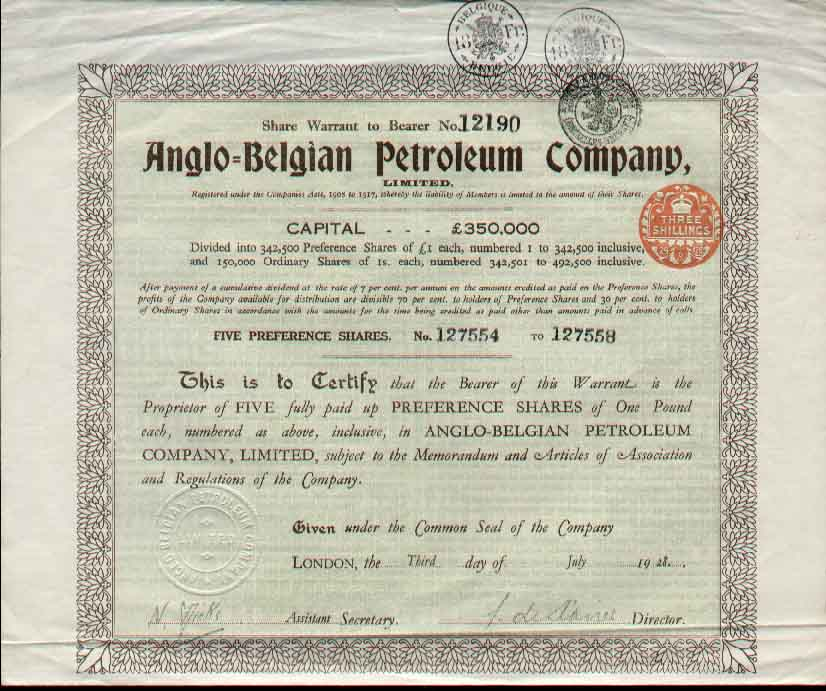 BELGIQUE BELGIQUE
18 Fr. 18 Fr.
Share Warrant to Bearer No. 12190
Anglo-Belgian Petroleum Company,
LIMITED.
Registered under the Companies Acts, 1908 to 1917, whereby the liability of Members is limited to the amount of their Shares.
THREE
SHILLINGS
CAPITAL - - - £350,000
Divided into 342,500 Preference Shares of £1 each, numbered 1 to 342,500 inclusive,
and 150,000 Ordinary Shares of 1s. each, numbered 342,501 to 492,500 inclusive.
After payment of a cumulative dividend at the rate of 7 per cent. per annum on the amounts credited as paid on the Preference Shares, the
profits of the Company available for distribution are divisible 70 per cent. to holders of Preference Shares and 30 per cent. to holders
of Ordinary Shares in accordance with the amounts for the time being credited as paid other than amounts paid in advance of calls
FIVE PREFERENCE SHARES. No. 127554 TO 127558
This is to Certify that the Bearer of this Warrant is the
Proprietor of FIVE fully paid up PREFERENCE SHARES of One Pound
each, numbered as above, inclusive, in ANGLO-BELGIAN PETROLEUM
COMPANY, LIMITED, subject to the Memorandum and Articles of Association
and Regulations of the Company.
ANGLO BELGIAN PETROLEUM COMPANY
LIMITED
Given under the Common Seal of the Company
LONDON, the Third day of July 1928.
Assistant Secretary. Director.